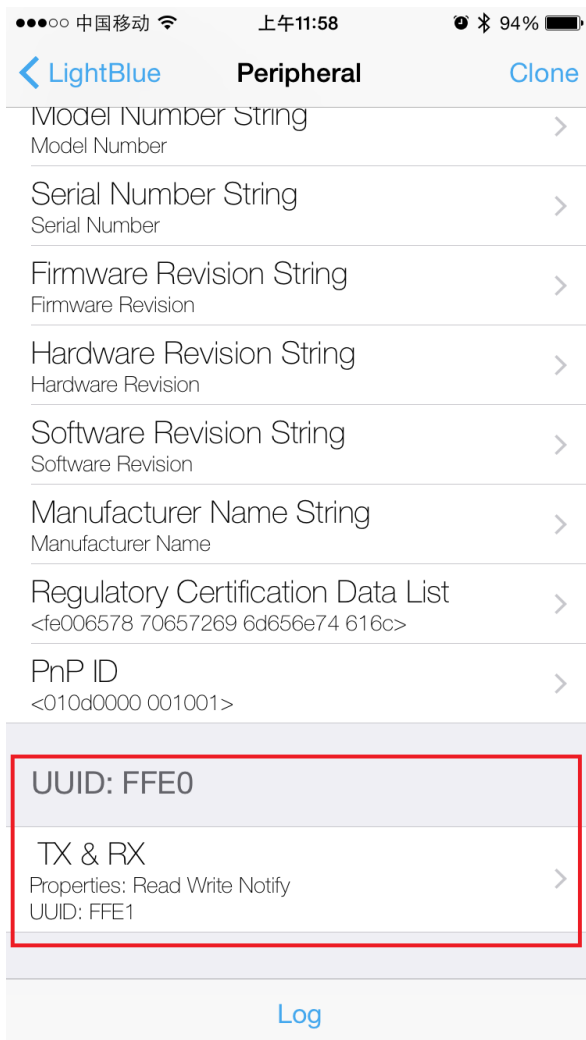 中国移动 上午11:58 94%
LightBlue Peripheral Clone
Model Number String
Model Number
Serial Number String
Serial Number
Firmware Revision String
Firmware Revision
Hardware Revision String
Hardware Revision
Software Revision String
Software Revision
Manufacturer Name String
Manufacturer Name
Regulatory Certification Data List
<fe006578 70657269 6d656e74 616c>
PnP ID
<010d0000 001001>
UUID: FFE0
TX & RX
Properties: Read Write Notify
UUID: FFE1
Log